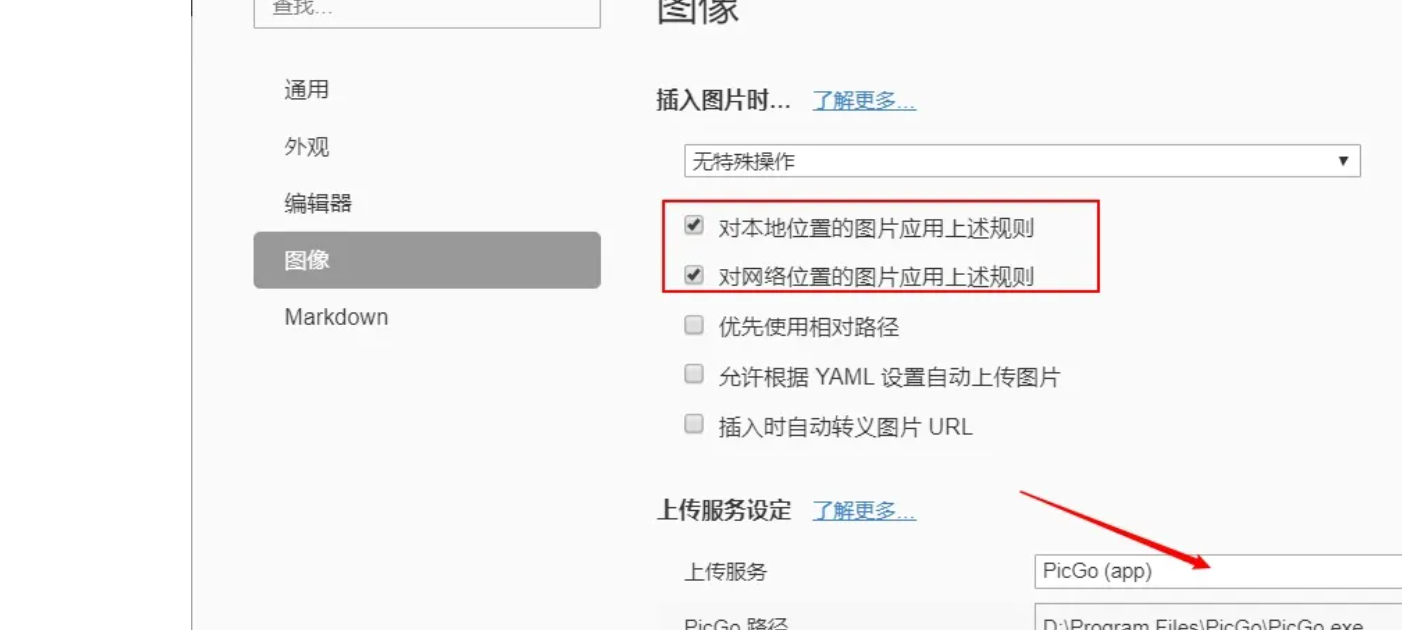 查找…
图像
通用
外观
编辑器
图像
Markdown
插入图片时… 了解更多…
无特殊操作
对本地位置的图片应用上述规则
对网络位置的图片应用上述规则
优先使用相对路径
允许根据 YAML 设置自动上传图片
插入时自动转义图片 URL
上传服务设定 了解更多…
上传服务 PicGo (app)
PicGo 路径 D:\Program Files\PicGo\PicGo.exe